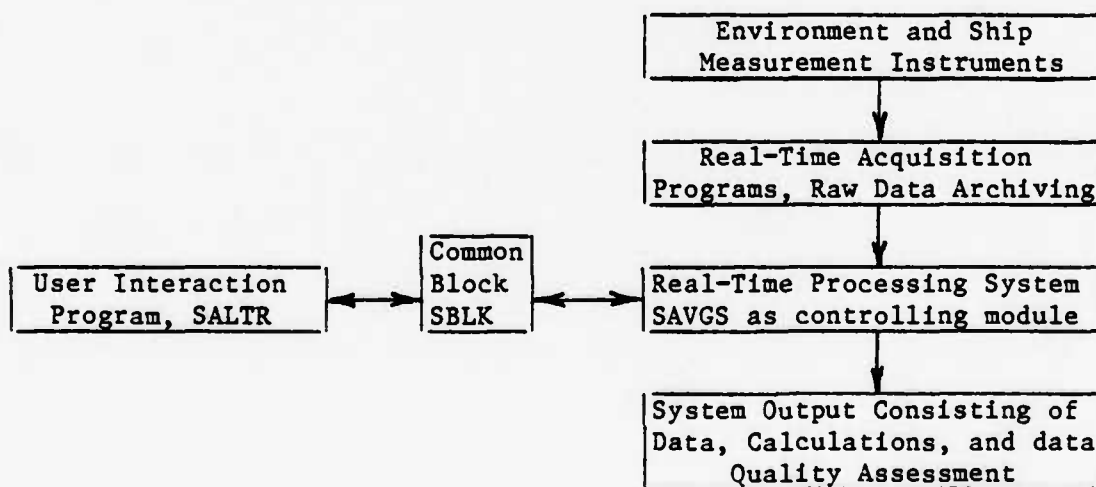 Environment and Ship
Measurement Instruments
Real-Time Acquisition
Programs, Raw Data Archiving
User Interaction
Program, SALTR
Common
Block
SBLK
Real-Time Processing System
SAVGS as controlling module
System Output Consisting of
Data, Calculations, and data
Quality Assessment